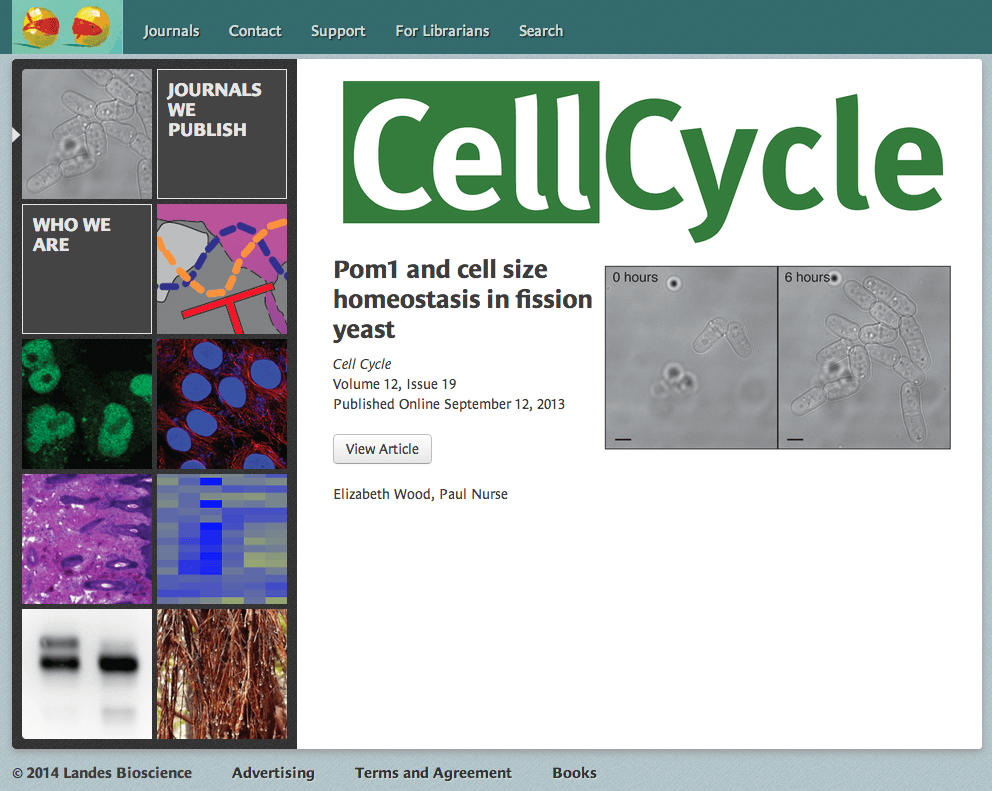 Journals
Contact
Support
For Librarians
Search
JOURNALS
WE
PUBLISH
WHO WE
ARE
CellCycle
Pom1 and cell size
homeostasis in fission
yeast
Cell Cycle
Volume 12, Issue 19
Published Online September 12, 2013
View Article
Elizabeth Wood, Paul Nurse
0 hours
6 hours
© 2014 Landes Bioscience
Advertising
Terms and Agreement
Books